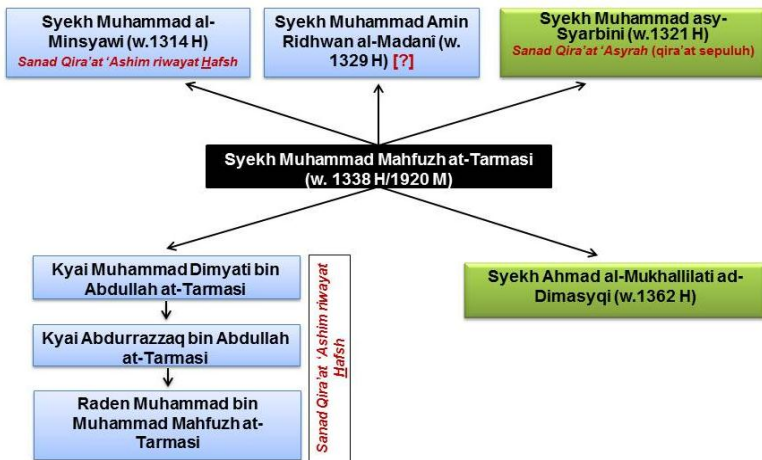 Syekh Muhammad al-
Minsyawi (w.1314 H)
Sanad Qira'at 'Ashim riwayat Hafsh
Syekh Muhammad Amin
Ridhwan al-Madanî (w.
1329 H) [?]
Syekh Muhammad asy-
Syarbini (w.1321 H)
Sanad Qira'at 'Asyrah (qira'at sepuluh)
Syekh Muhammad Mahfuzh at-Tarmasi
(w. 1338 H/1920 M)
Kyai Muhammad Dimyati bin
Abdullah at-Tarmasi
Kyai Abdurrazzaq bin Abdullah
at-Tarmasi
Raden Muhammad bin
Muhammad Mahfuzh at-
Tarmasi
Sanad Qira'at 'Ashim riwayat
Hafsh
Syekh Ahmad al-Mukhallilati ad-
Dimasyqi (w.1362 H)